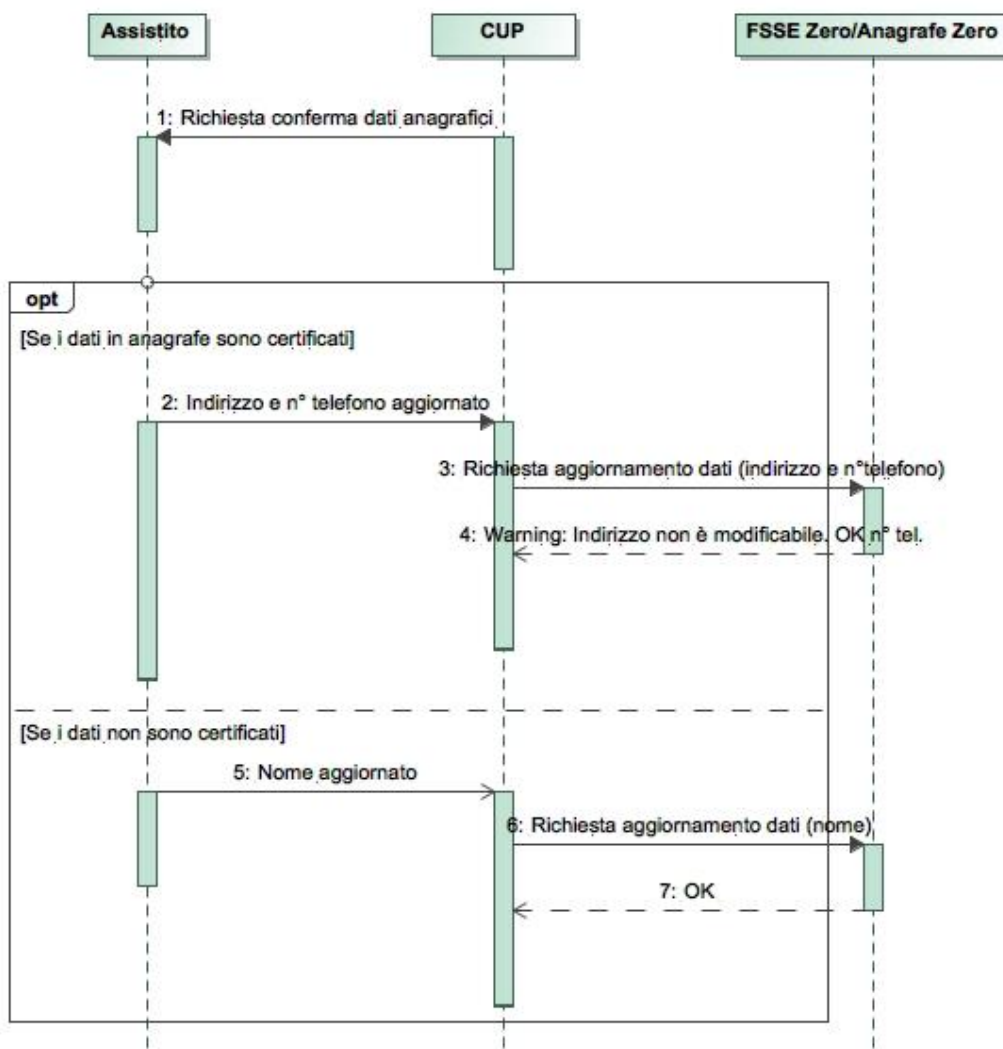 Assistito
CUP
FSSE Zero/Anagrafe Zero
1: Richiesta conferma dati anagrafici
opt
[Se i dati in anagrafe sono certificati]
2: Indirizzo e n° telefono aggiornato
3: Richiesta aggiornamento dati (indirizzo e n°telefono)
4: Warning: Indirizzo non è modificabile. OK n° tel.
[Se i dati non sono certificati]
5: Nome aggiornato
6: Richiesta aggiornamento dati (nome)
7: OK